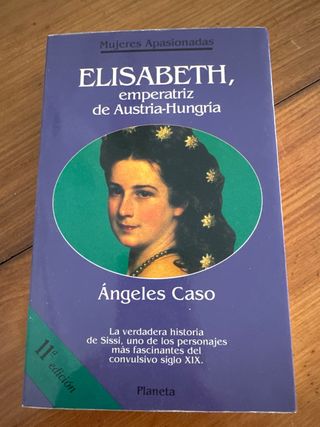 Mujeres Apasionadas
ELISABETH,
emperatriz
de Austria-Hungría
Ángeles Caso
La verdadera historia
de Sissi, uno de los personajes
más fascinantes del
convulsivo siglo XIX.
11ª
edición
Planeta